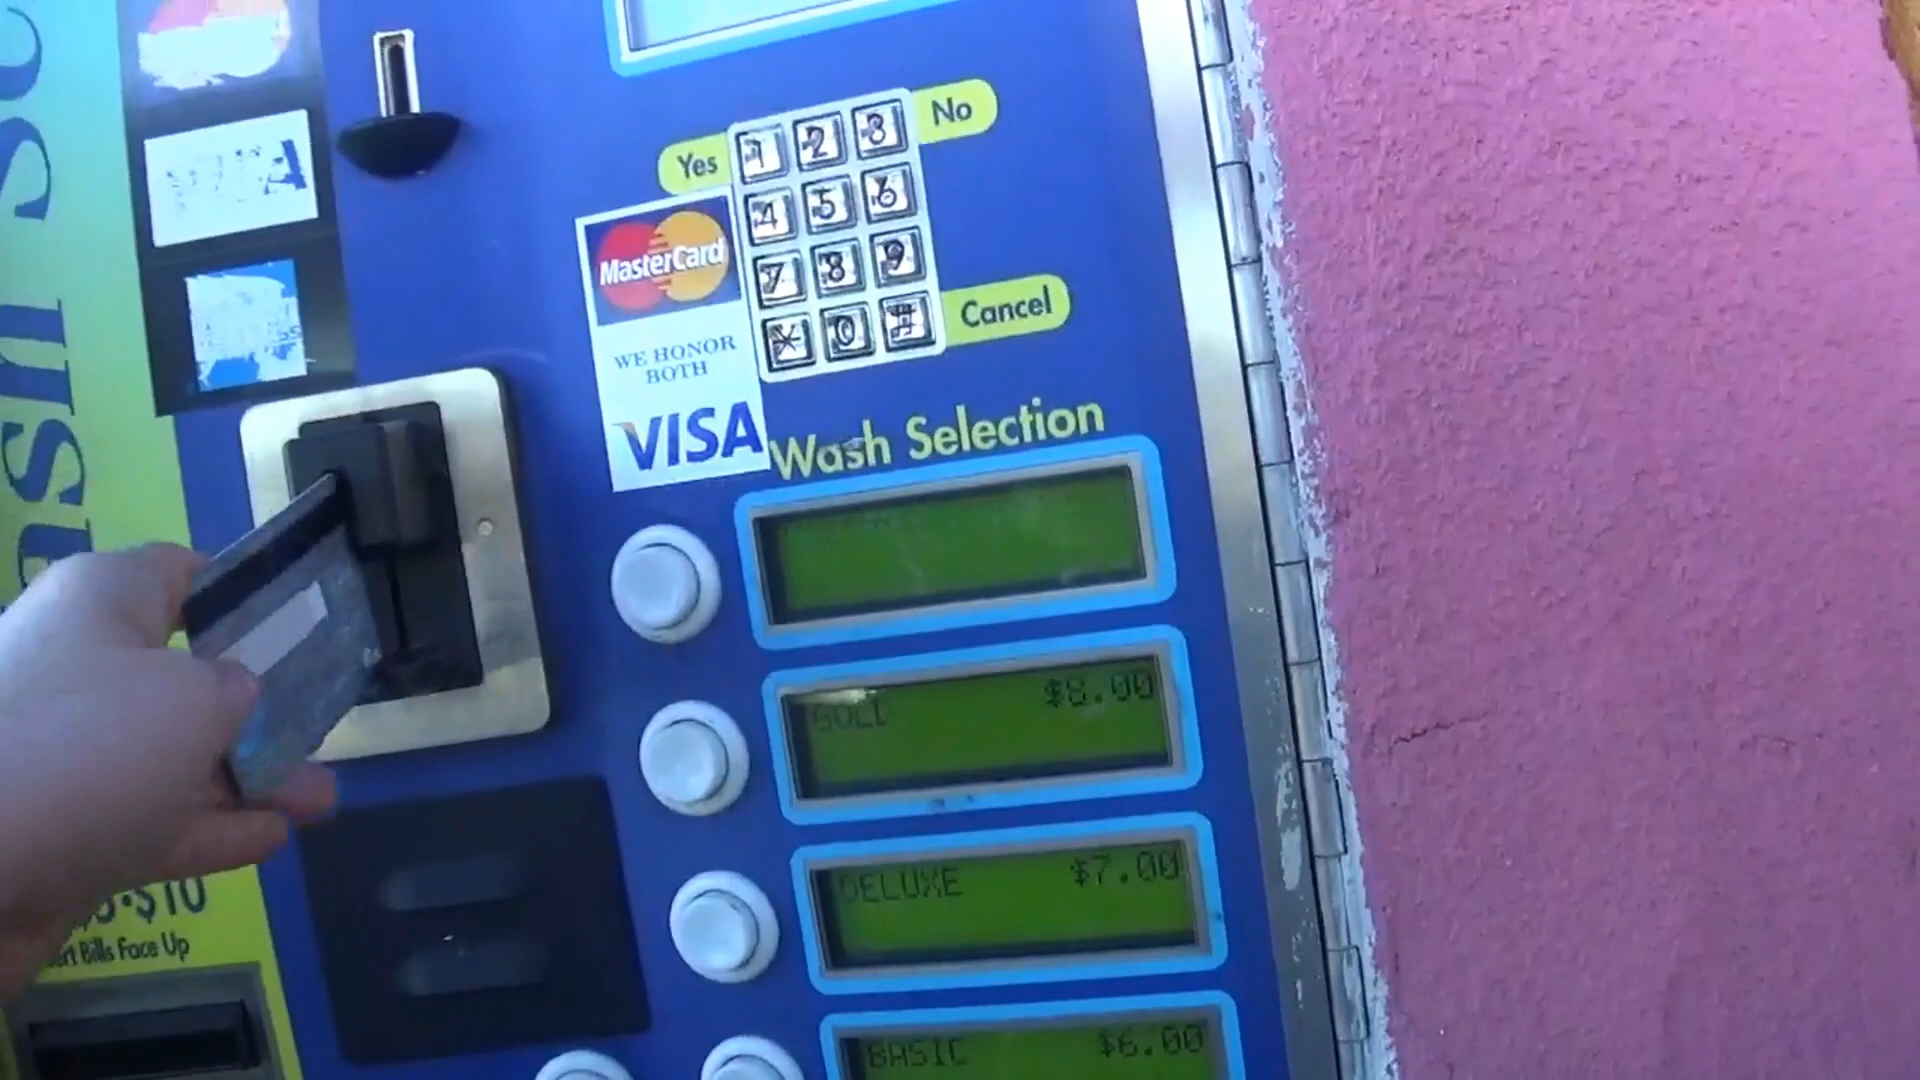 No
Yes
1 2 3
4 5 6
7 8 9
* 0 #
Cancel
MasterCard
WE HONOR
BOTH
VISA
Wash Selection
GOLD $8.00
DELUXE $7.00
BASIC $6.00
$10
Bills Face Up